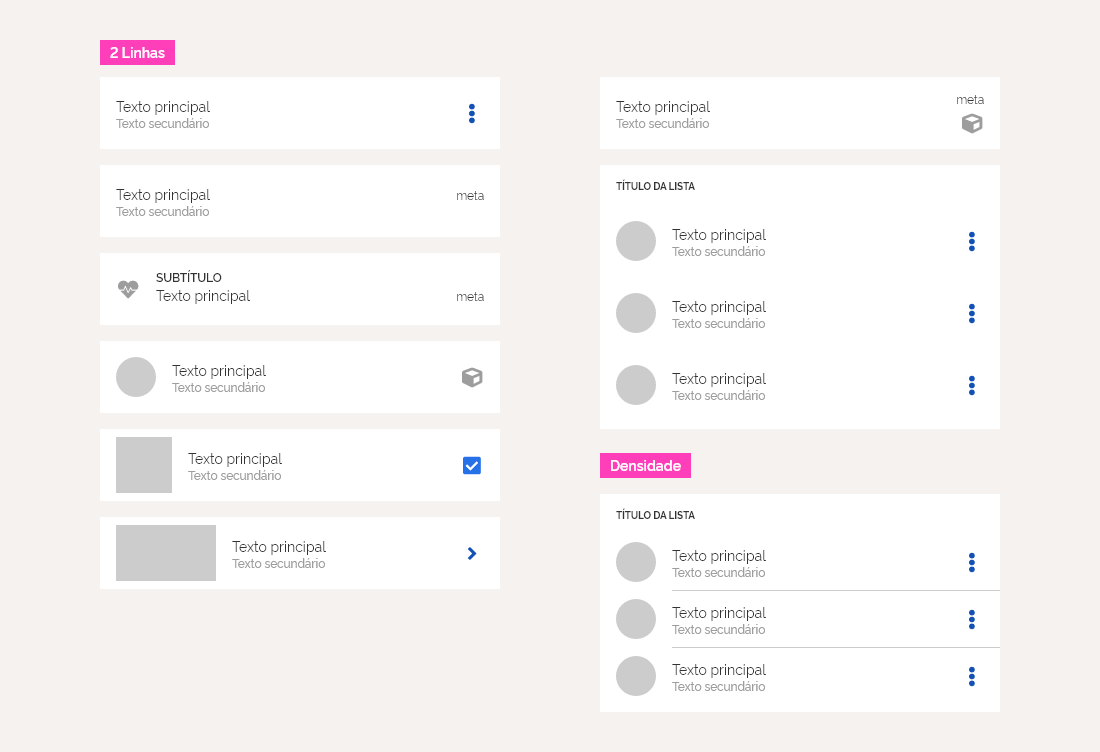 2 Linhas
Texto principal
Texto secundário
Texto principal
Texto secundário
meta
SUBTÍTULO
Texto principal
meta
Texto principal
Texto secundário
Texto principal
Texto secundário
Texto principal
Texto secundário
Texto principal
Texto secundário
meta
TÍTULO DA LISTA
Texto principal
Texto secundário
Texto principal
Texto secundário
Texto principal
Texto secundário
Densidade
TÍTULO DA LISTA
Texto principal
Texto secundário
Texto principal
Texto secundário
Texto principal
Texto secundário